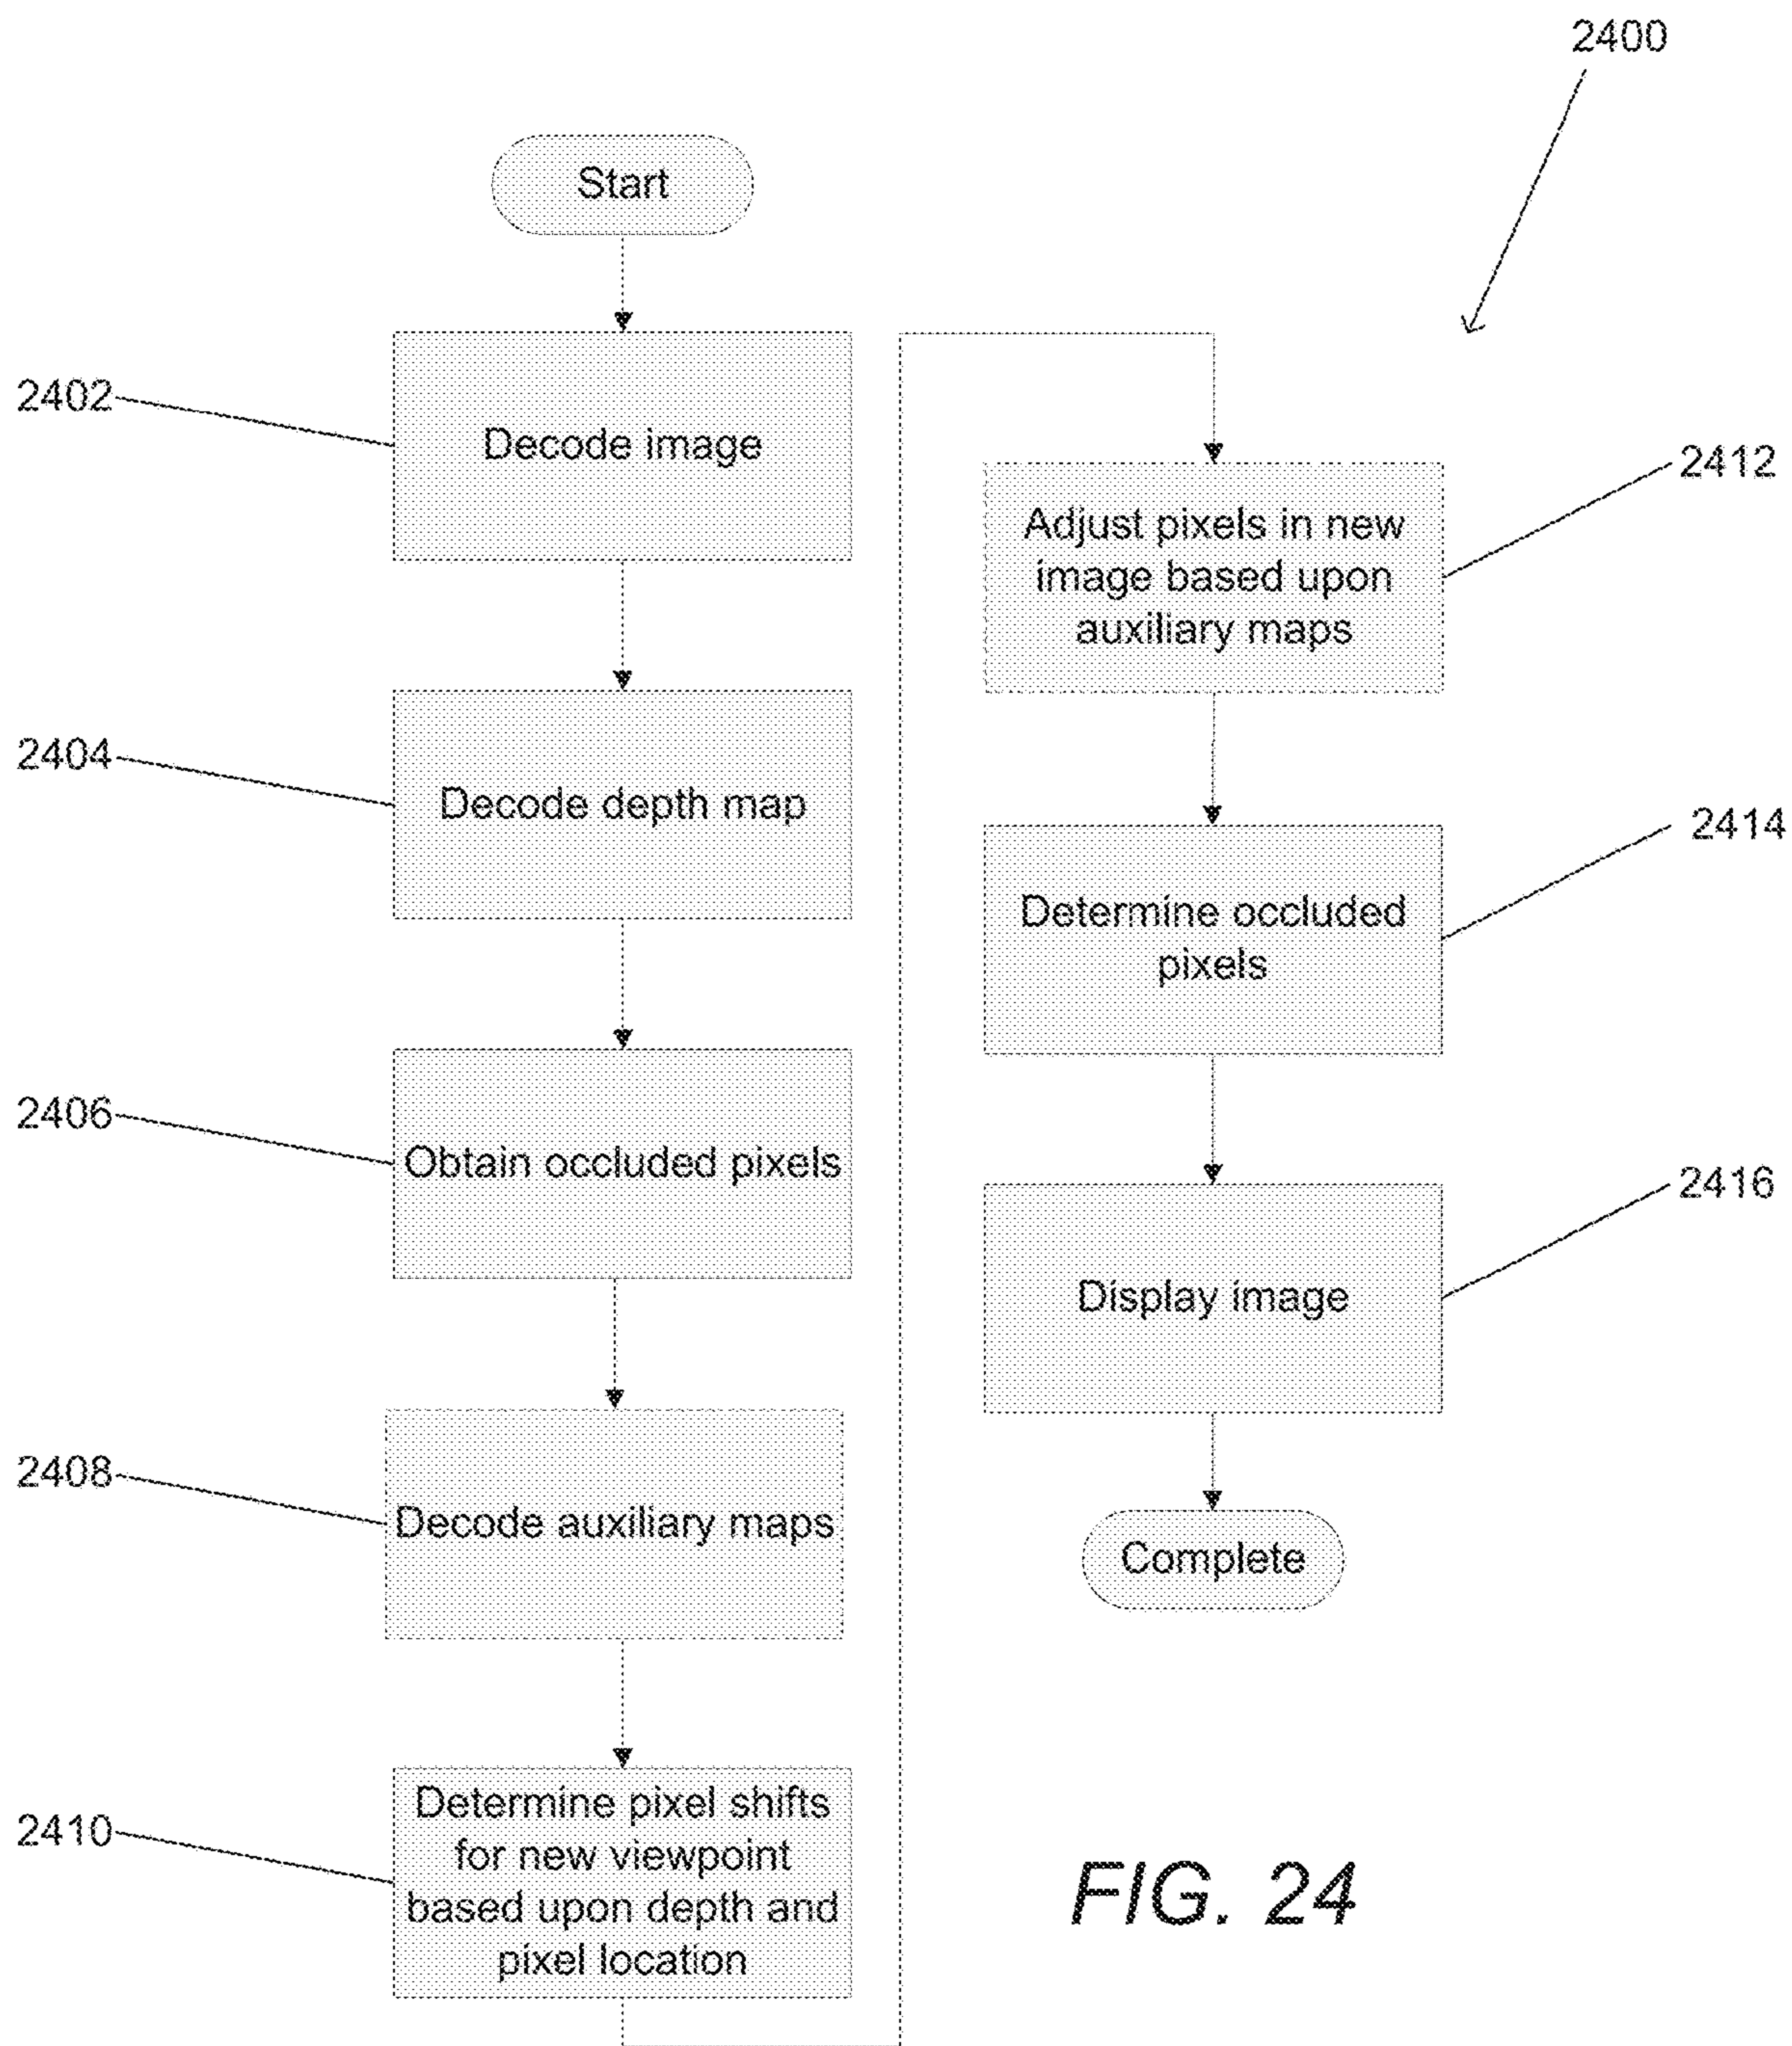 2400
Start
2402
Decode image
2404
Decode depth map
2406
Obtain occluded pixels
2408
Decode auxiliary maps
2410
Determine pixel shifts
for new viewpoint
based upon depth and
pixel location
2412
Adjust pixels in new
image based upon
auxiliary maps
2414
Determine occluded
pixels
2416
Display image
Complete
FIG. 24